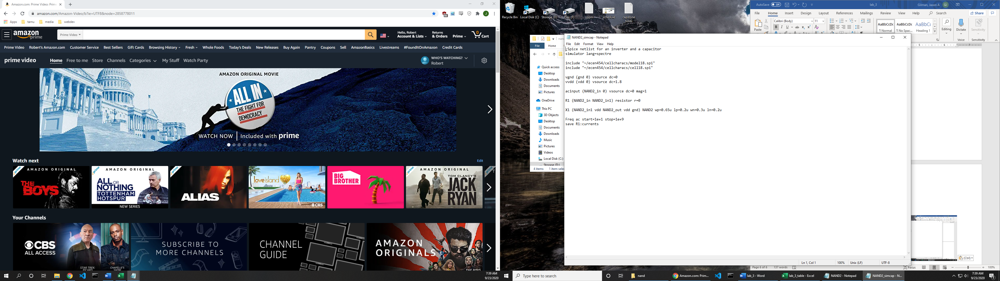 Amazon.com: Prime Video: Prim
amazon.com/Amazon-Video/b?ie=UTF8&node=2858778011
91
J
Apps
tamu
media
webdev
amazon
prime
Prime Video
Hello, Robert
Account & Lists
Returns
& Orders
Prime
0
Cart
Prime Video
Robert's Amazon.com
Customer Service
Best Sellers
Gift Cards
Browsing History
Fresh
Whole Foods
Today's Deals
New Releases
Buy Again
Pantry
Coupons
Sell
AmazonBasics
Livestreams
#FoundItOnAmazon
Credit Cards
prime video
Home
Free to me
Store
Channels
Categories
My Stuff
Watch Party
WHO'S WATCHING?
Robert
AMAZON ORIGINAL MOVIE
ALL IN
THE FIGHT FOR
DEMOCRACY
WATCH NOW | Included with prime
Watch next
Edit
prime
AMAZON ORIGINAL
THE BOYS
prime
AMAZON ORIGINAL
ALL OR
NOTHING
TOTTENHAM
HOTSPUR
NEW SERIES
prime
ALIAS
love island
CBS
BIG
BROTHER
prime
AMAZON ORIGINAL
TOM CLANCY'S
JACK
RYAN
prime
Your Channels
CBS
ALL ACCESS
STAR TREK:
PICARD
CHAPPELLE'S
SHOW
SUBSCRIBE TO
MORE CHANNELS
CHANNEL
GUIDE
AMAZON
ORIGINALS
THE BOYS
7:39 AM
9/23/2020
Recycle Bin
Local Disk (C)
Storage (D)
Plex (F)
zoom
schedule
capstone
notes
nand
File
Home
Quick access
Desktop
Downloads
Documents
Pictures
OneDrive
This PC
3D Objects
Desktop
Documents
Downloads
Music
Pictures
Videos
Local Disk (C:)
Storage (D:)
4 items
1 item selec
NAND2_simcap - Notepad
File
Edit
Format
View
Help
;Spice netlist for an inverter and a capacitor
simulator lang=spectre
include "~/ecen454/cellcharacs/model18.spi"
include "~/ecen454/cellcharacs/cell18.spi"
vgnd (gnd 0) vsource dc=0
vvdd (vdd 0) vsource dc=1.8
acinput (NAND2_in 0) vsource dc=0 mag=1
R1 (NAND2_in NAND2_in1) resistor r=0
X1 (NAND2_in1 vdd NAND2_out vdd gnd) NAND2 wp=0.65u lp=0.2u wn=0.3u ln=0.2u
Freq ac start=1e+1 stop=1e+9
save R1:currents
Ln 1, Col 1
100%
Unix (LF)
UTF-8
AutoSave
Off
lab_3
Gilman, Jason A
GJ
File
Home
Insert
Design
Layout
References
Mailings
Review
View
Help
Search
Share
Paste
Calibri (Body)
11
AaBbCcDc
¶ Normal
AaBbCcDc
¶ No Spac...
AaBbCc
Heading 1
Editing
Dictate
Sensitivity
Voice
Sensitivity
5
6
7
(Ctrl)
Page 6 of 6
137 words
Focus
100%
Type here to search
nand
Amazon.com: Prim...
lab_3 - Word
lab_3_table - Excel
NAND2 - Notepad
NAND2_simcap - N...
7:39 AM
9/23/2020